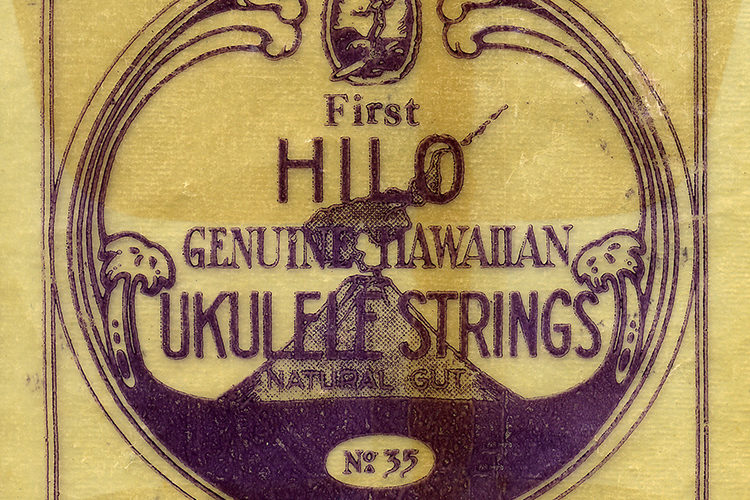 First
HILO
GENUINE HAWAIIAN
UKULELE STRINGS
NATURAL GUT
No. 35